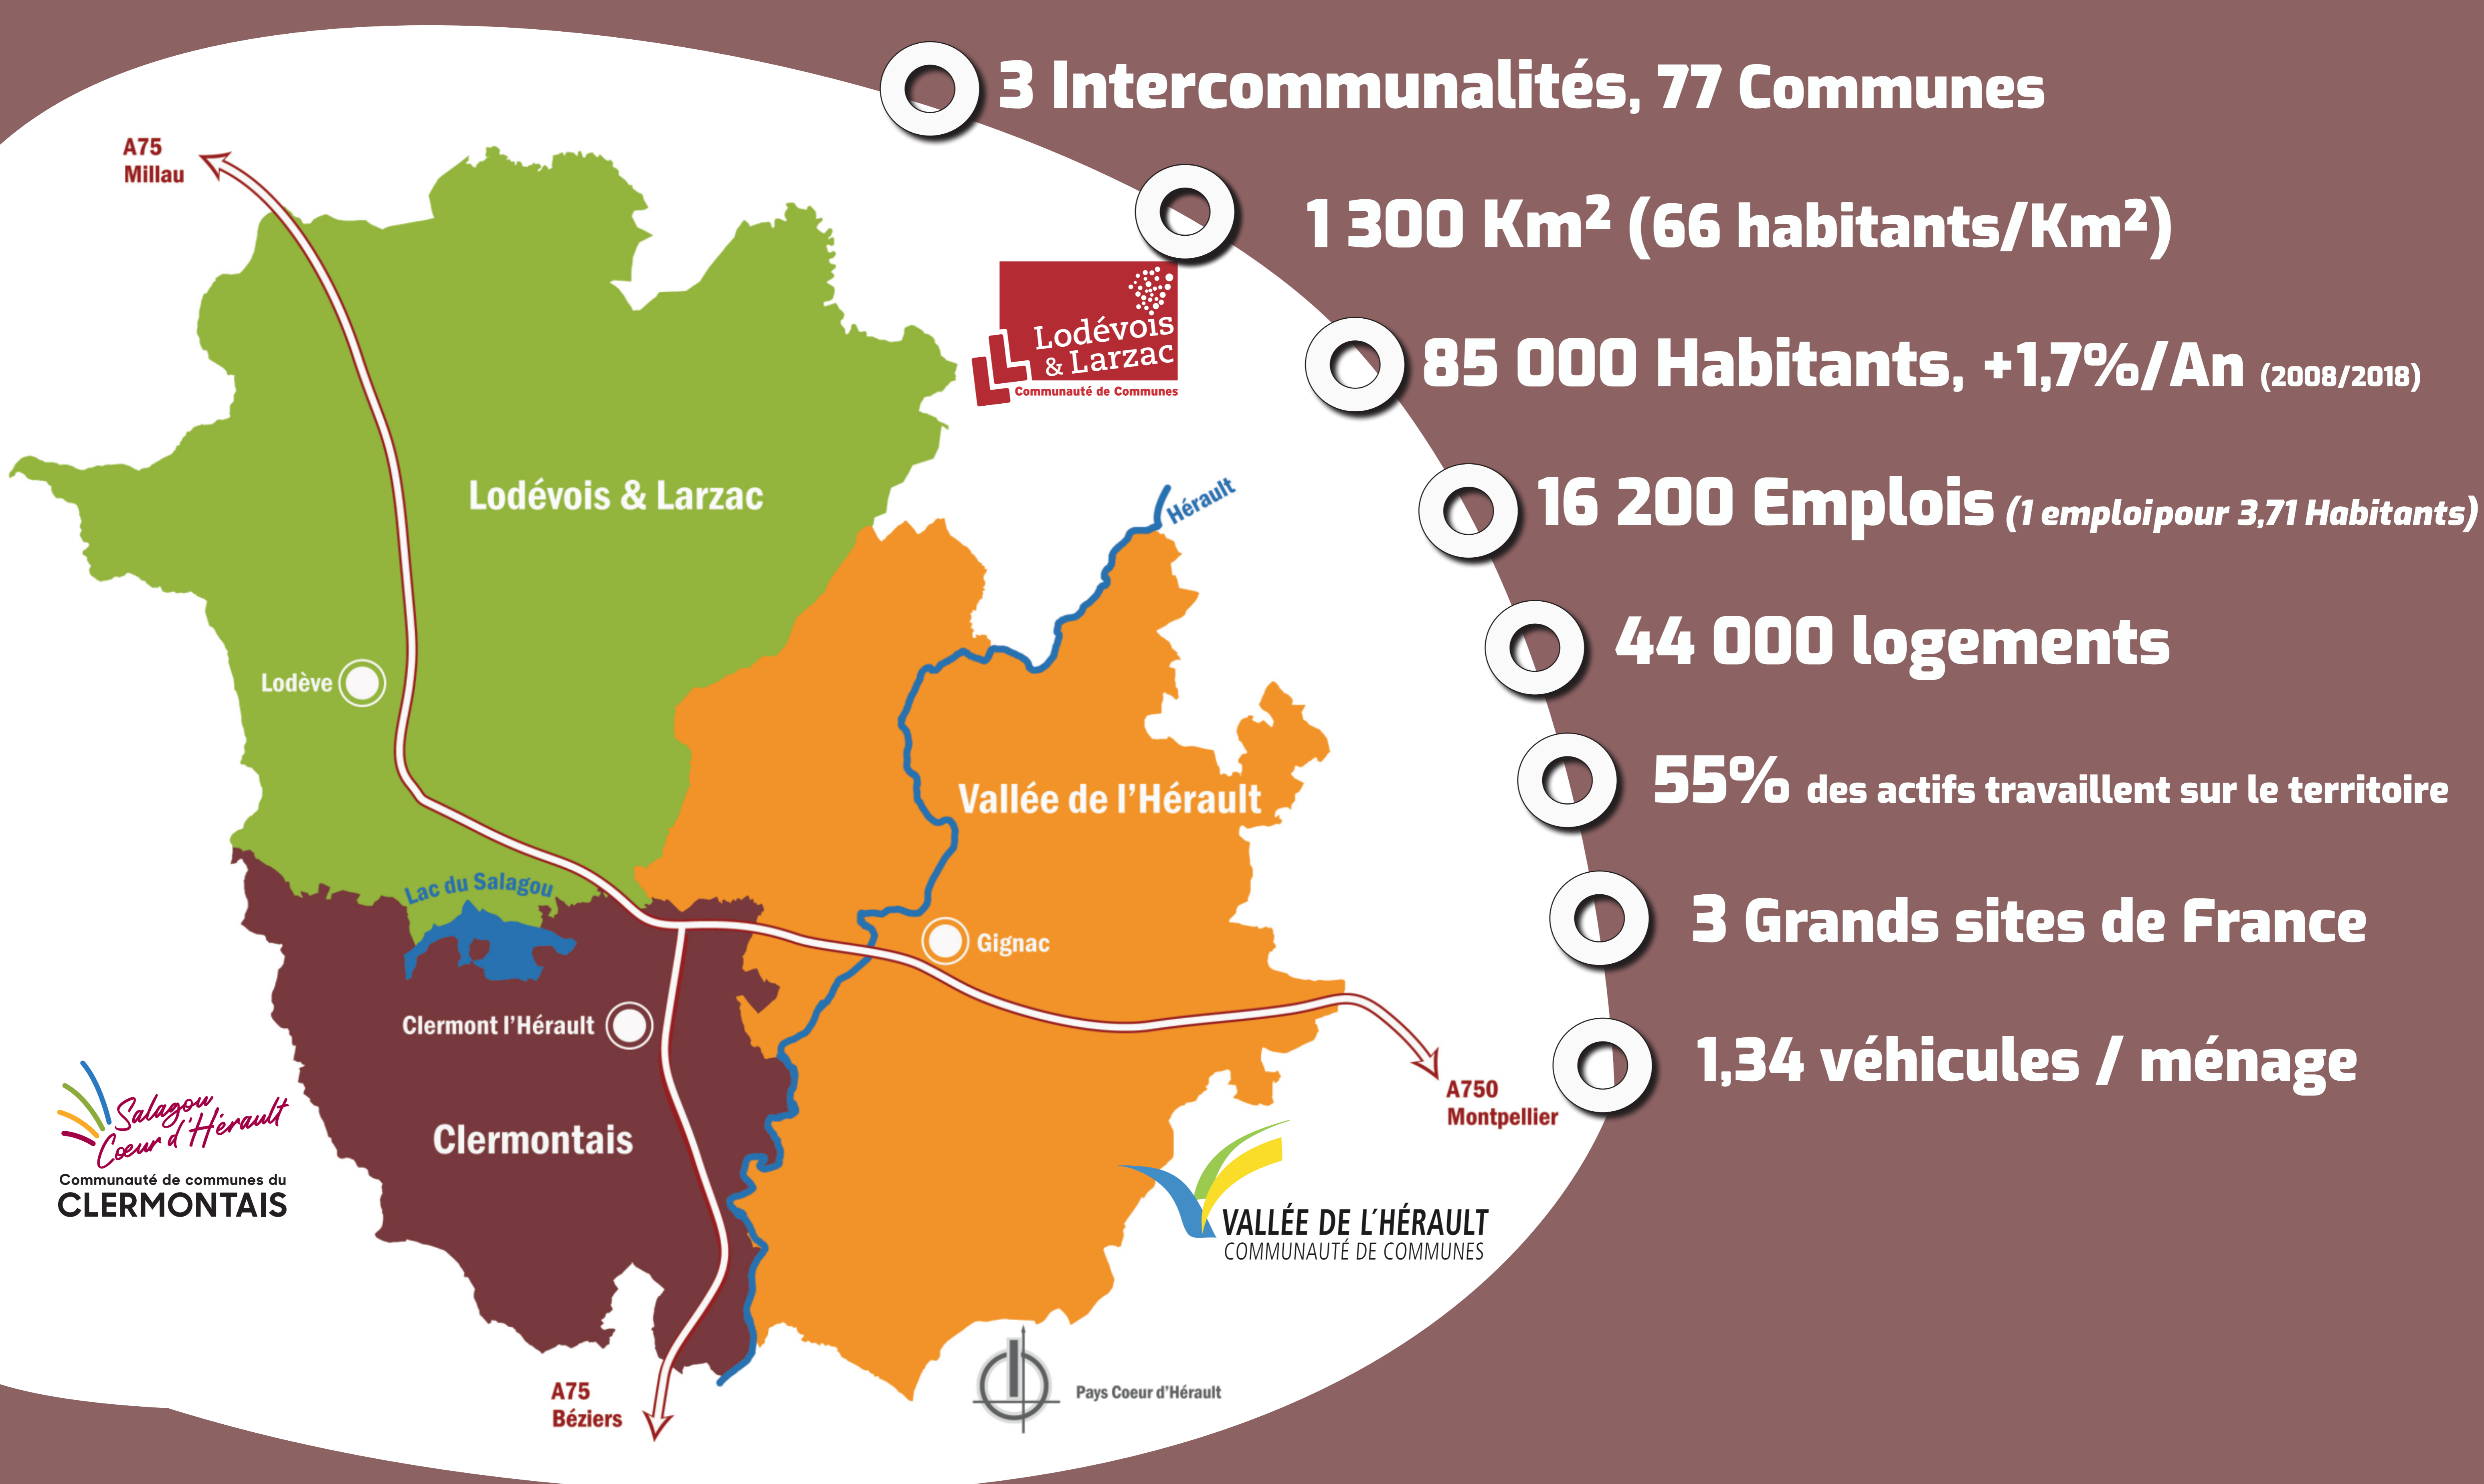 3 Intercommunalités, 77 Communes
1 300 Km² (66 habitants/Km²)
85 000 Habitants, +1,7%/An (2008/2018)
16 200 Emplois (1 emploipour 3,71 Habitants)
44 000 logements
55% des actifs travaillent sur le territoire
3 Grands sites de France
1,34 véhicules / ménage
A75
Millau
Lodévois
& Larzac
Communauté de Communes
Lodévois & Larzac
Hérault
Lodève
Vallée de l'Hérault
Lac du Salagou
Gignac
Clermont l'Hérault
A750
Montpellier
Salagou
Coeur d'Hérault
Communauté de communes du
CLERMONTAIS
Clermontais
VALLÉE DE L'HÉRAULT
COMMUNAUTÉ DE COMMUNES
A75
Béziers
Pays Coeur d'Hérault